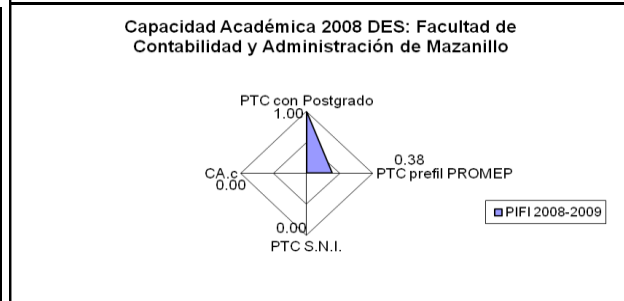 Capacidad Académica 2008 DES: Facultad de
Contabilidad y Administración de Mazanillo
PTC con Postgrado
1.00
0.38
PTC prefil PROMEP
CA.c
0.00
PIFI 2008-2009
0.00
PTC S.N.I.